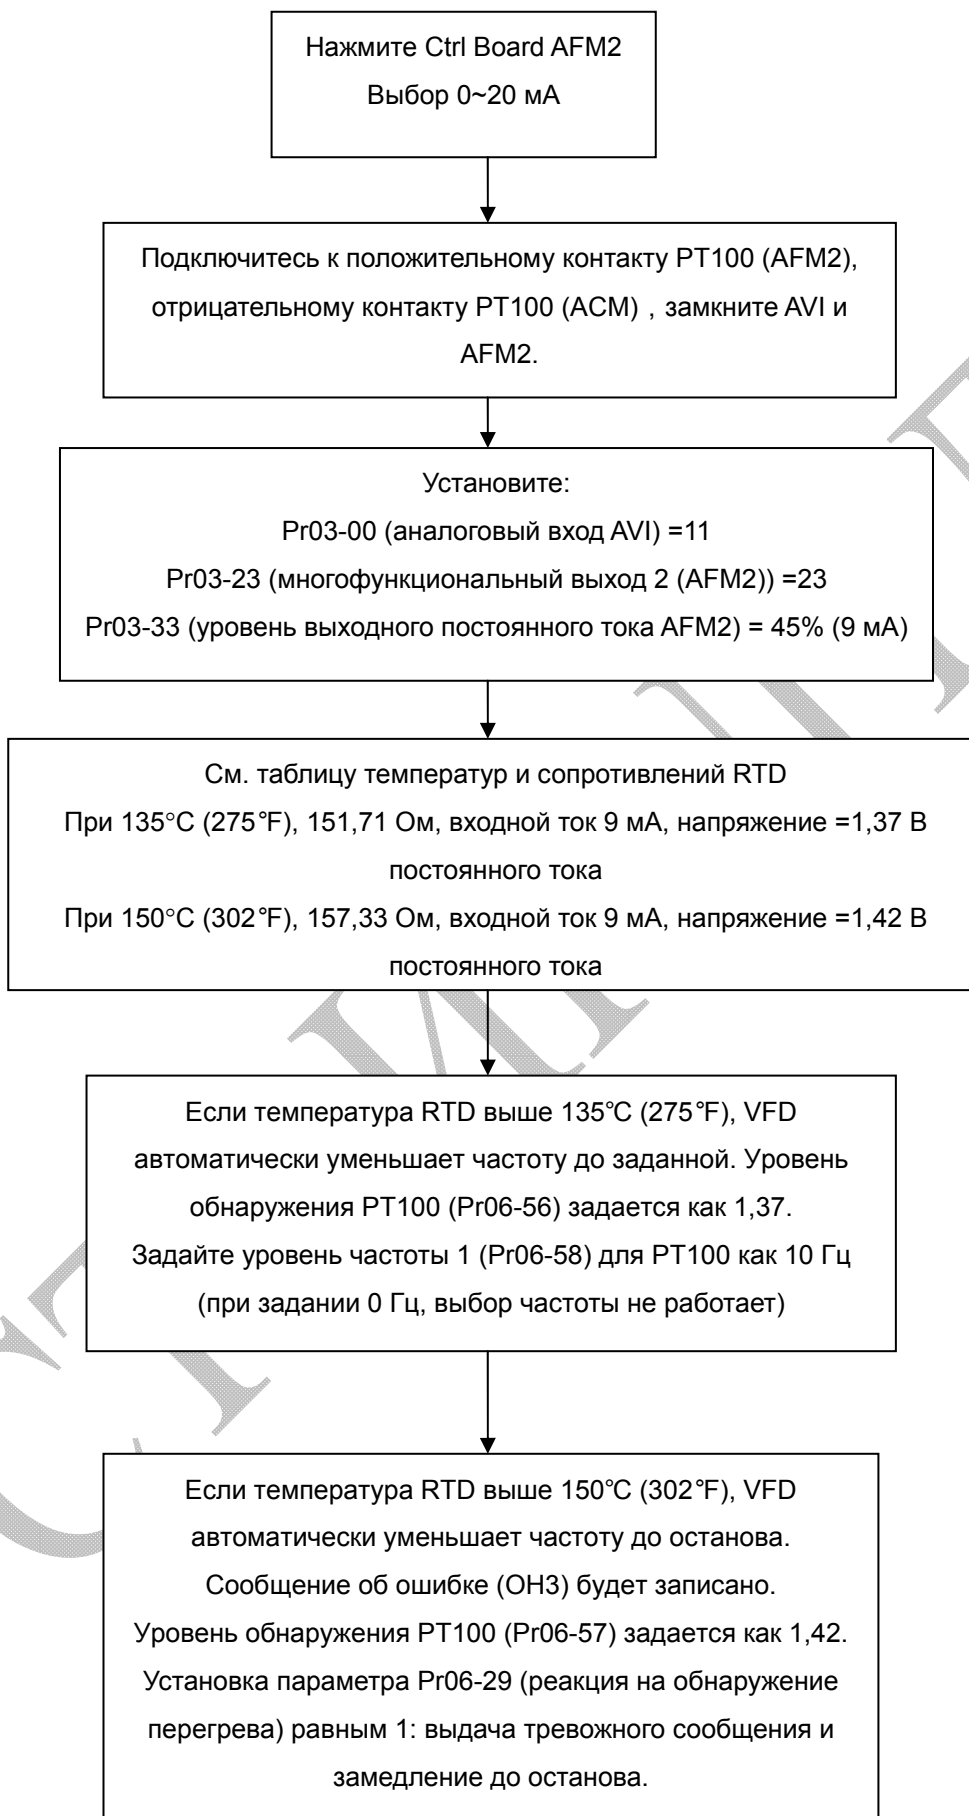 Нажмите Ctrl Board AFM2
Выбор 0~20 мА
Подключитесь к положительному контакту PT100 (AFM2),
отрицательному контакту PT100 (ACM) , замкните AVI и
AFM2.
Установите:
Pr03-00 (аналоговый вход AVI) =11
Pr03-23 (многофункциональный выход 2 (AFM2)) =23
Pr03-33 (уровень выходного постоянного тока AFM2) = 45% (9 мА)
См. таблицу температур и сопротивлений RTD
При 135°C (275°F), 151,71 Ом, входной ток 9 мА, напряжение =1,37 В
постоянного тока
При 150°C (302°F), 157,33 Ом, входной ток 9 мА, напряжение =1,42 В
постоянного тока
Если температура RTD выше 135°C (275°F), VFD
автоматически уменьшает частоту до заданной. Уровень
обнаружения PT100 (Pr06-56) задается как 1,37.
Задайте уровень частоты 1 (Pr06-58) для PT100 как 10 Гц
(при задании 0 Гц, выбор частоты не работает)
Если температура RTD выше 150°C (302°F), VFD
автоматически уменьшает частоту до останова.
Сообщение об ошибке (OH3) будет записано.
Уровень обнаружения PT100 (Pr06-57) задается как 1,42.
Установка параметра Pr06-29 (реакция на обнаружение
перегрева) равным 1: выдача тревожного сообщения и
замедление до останова.